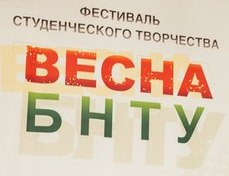 ФЕСТИВАЛЬ
СТУДЕНЧЕСКОГО ТВОРЧЕСТВА
ВЕСНА
БНТУ